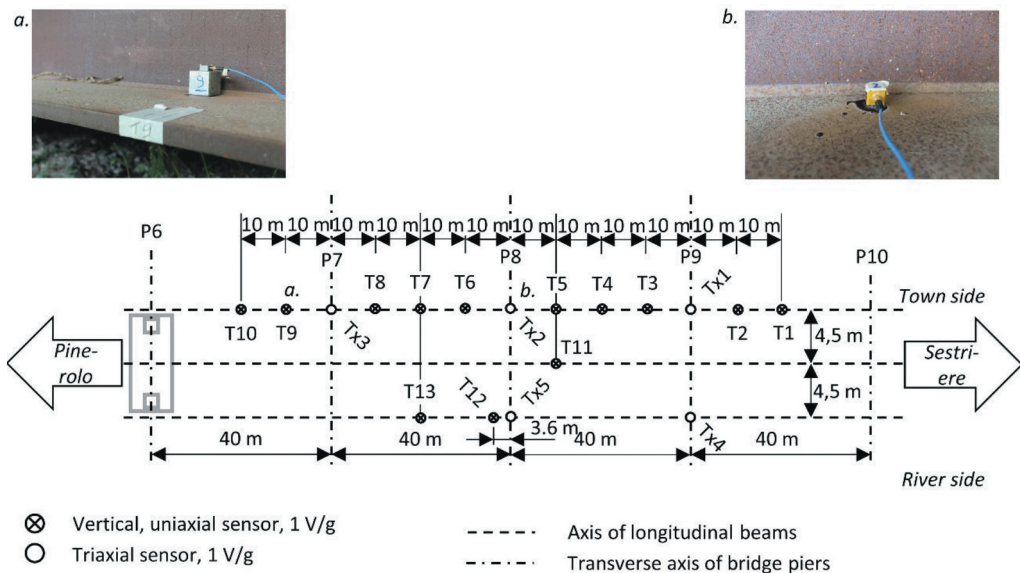 a.
b.
9
T9
10 m 10 m 10 m 10 m 10 m 10 m 10 m 10 m 10 m 10 m 10 m 10 m
P6
P7
P8
P9
P10
T8
T7
T6
T5
T4
T3
Tx1
a.
b.
Town side
T10
T9
Tx3
Tx2
T2
T1
T11
4,5 m
Pine-
rolo
Sestri-
ere
T13
T12
Tx5
4,5 m
3.6 m
Tx4
40 m
40 m
40 m
40 m
River side
Vertical, uniaxial sensor, 1 V/g
Axis of longitudinal beams
Triaxial sensor, 1 V/g
Transverse axis of bridge piers